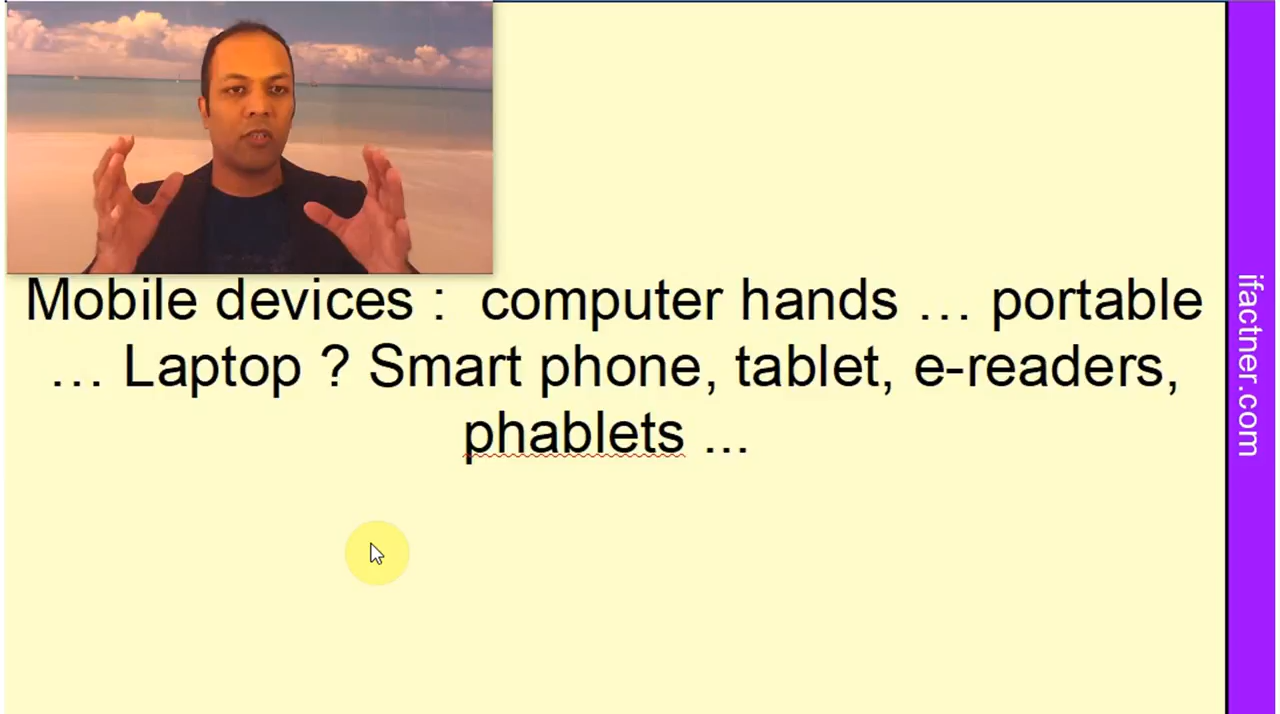 Mobile devices :  computer hands … portable
… Laptop ? Smart phone, tablet, e-readers,
phablets ...
ifactner.com